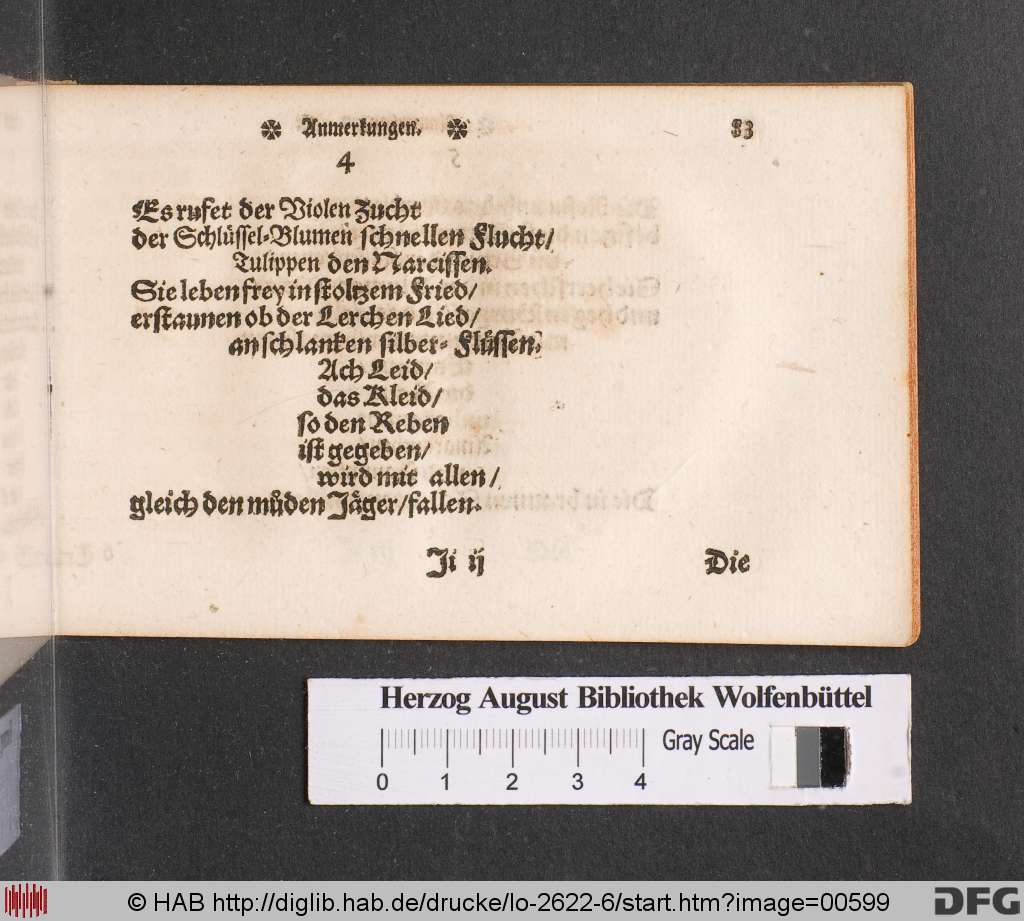 ❋ Anmerkungen. ❋ 83
4
Es rufet der Violen Zucht
der Schlüssel-Blumen schnellen Flucht/
Tulippen den Narcissen.
Sie leben frey in stoltzem Fried/
erstaunen ob der Lerchen Lied/
an schlanken silber- Flüssen.
Ach Leid/
das Kleid/
so den Reben
ist gegeben/
wird mit allen/
gleich den müden Jäger/fallen.
Ji ij Die
Herzog August Bibliothek Wolfenbüttel
Gray Scale
0 1 2 3 4
© HAB http://diglib.hab.de/drucke/lo-2622-6/start.htm?image=00599
DFG